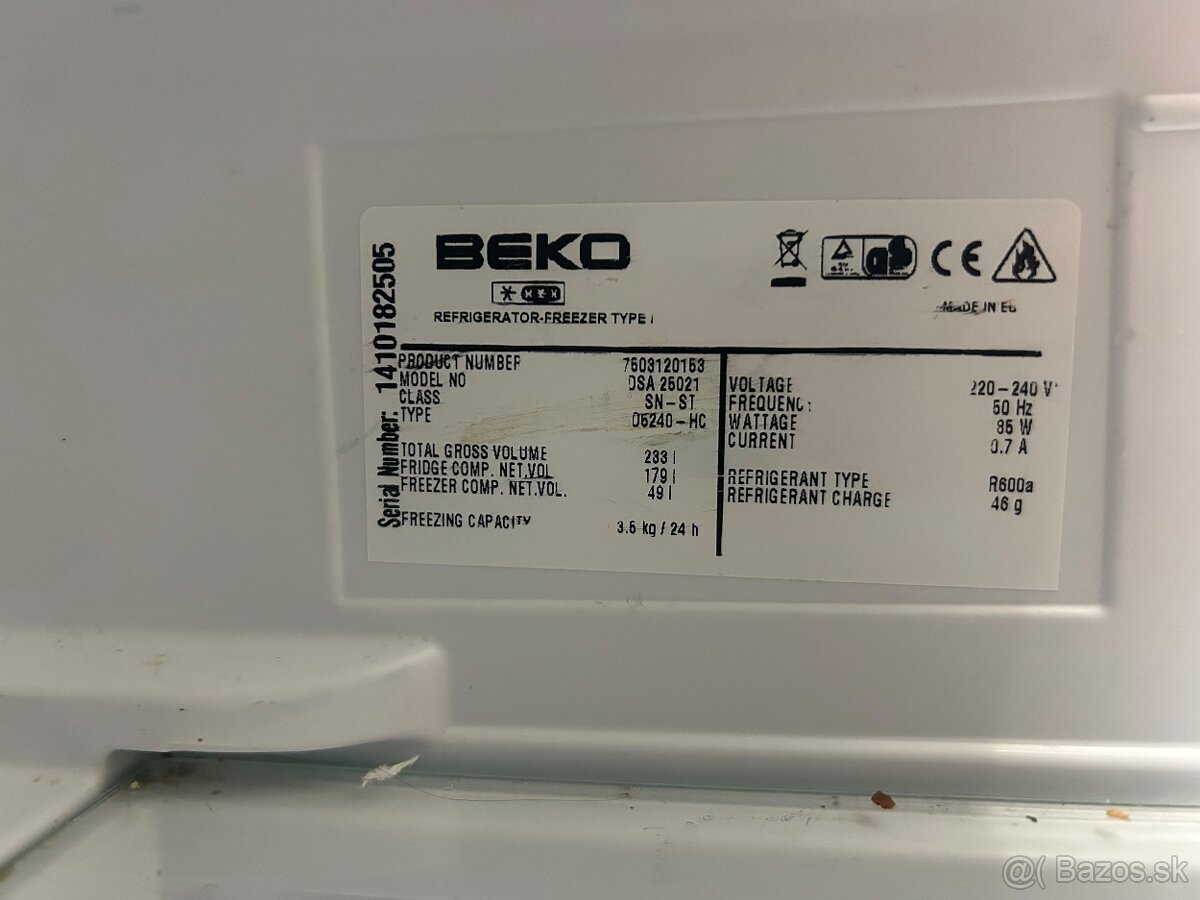 BEKO
REFRIGERATOR-FREEZER TYPE I
CE
MADE IN EU
Serial Number: 1410182505
PRODUCT NUMBER 7503120153
MODEL NO DSA 25021
CLASS SN-ST
TYPE D6240-HC
TOTAL GROSS VOLUME 233 l
FRIDGE COMP. NET.VOL 179 l
FREEZER COMP. NET.VOL. 49 l
FREEZING CAPACITY 3.5 kg / 24 h
VOLTAGE 220-240 V
FREQUENCY 50 Hz
WATTAGE 85 W
CURRENT 0.7 A
REFRIGERANT TYPE R600a
REFRIGERANT CHARGE 46 g
@( Bazos.sk